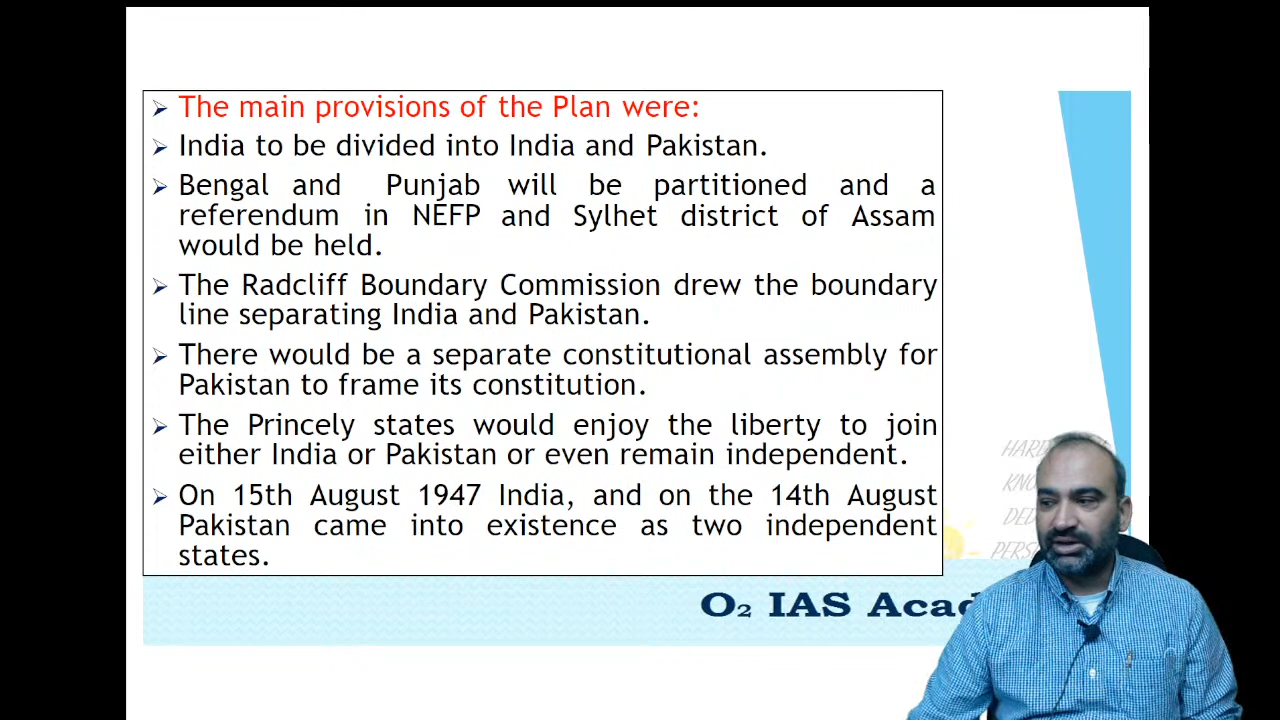 The main provisions of the Plan were:
India to be divided into India and Pakistan.
Bengal and Punjab will be partitioned and a
referendum in NEFP and Sylhet district of Assam
would be held.
The Radcliff Boundary Commission drew the boundary
line separating India and Pakistan.
There would be a separate constitutional assembly for
Pakistan to frame its constitution.
The Princely states would enjoy the liberty to join
either India or Pakistan or even remain independent.
On 15th August 1947 India, and on the 14th August
Pakistan came into existence as two independent
states.
HARD
O2 IAS